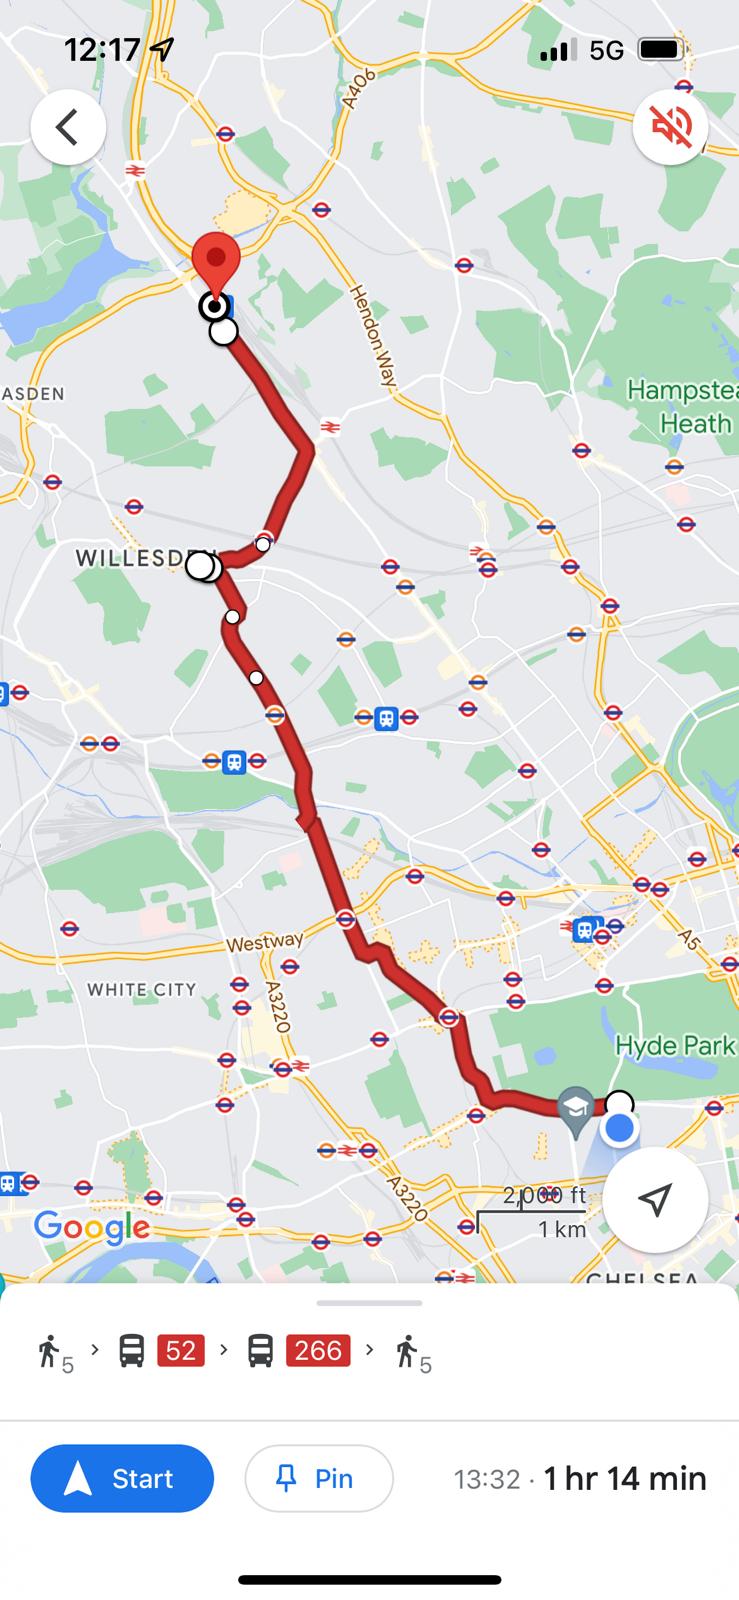 12:17
5G
A406
Hendon Way
Hampstea
Heath
ASDEN
WILLESDEN
Westway
A5
WHITE CITY
A3220
Hyde Park
A3220
2,000 ft
1 km
Google
CHELSEA
5 > 52 > 266 > 5
Start
Pin
13:32 · 1 hr 14 min